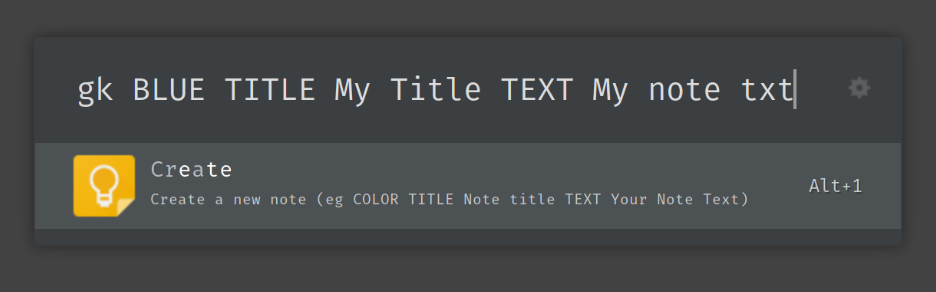 gk BLUE TITLE My Title TEXT My note txt
Create
Create a new note (eg COLOR TITLE Note title TEXT Your Note Text)
Alt+1